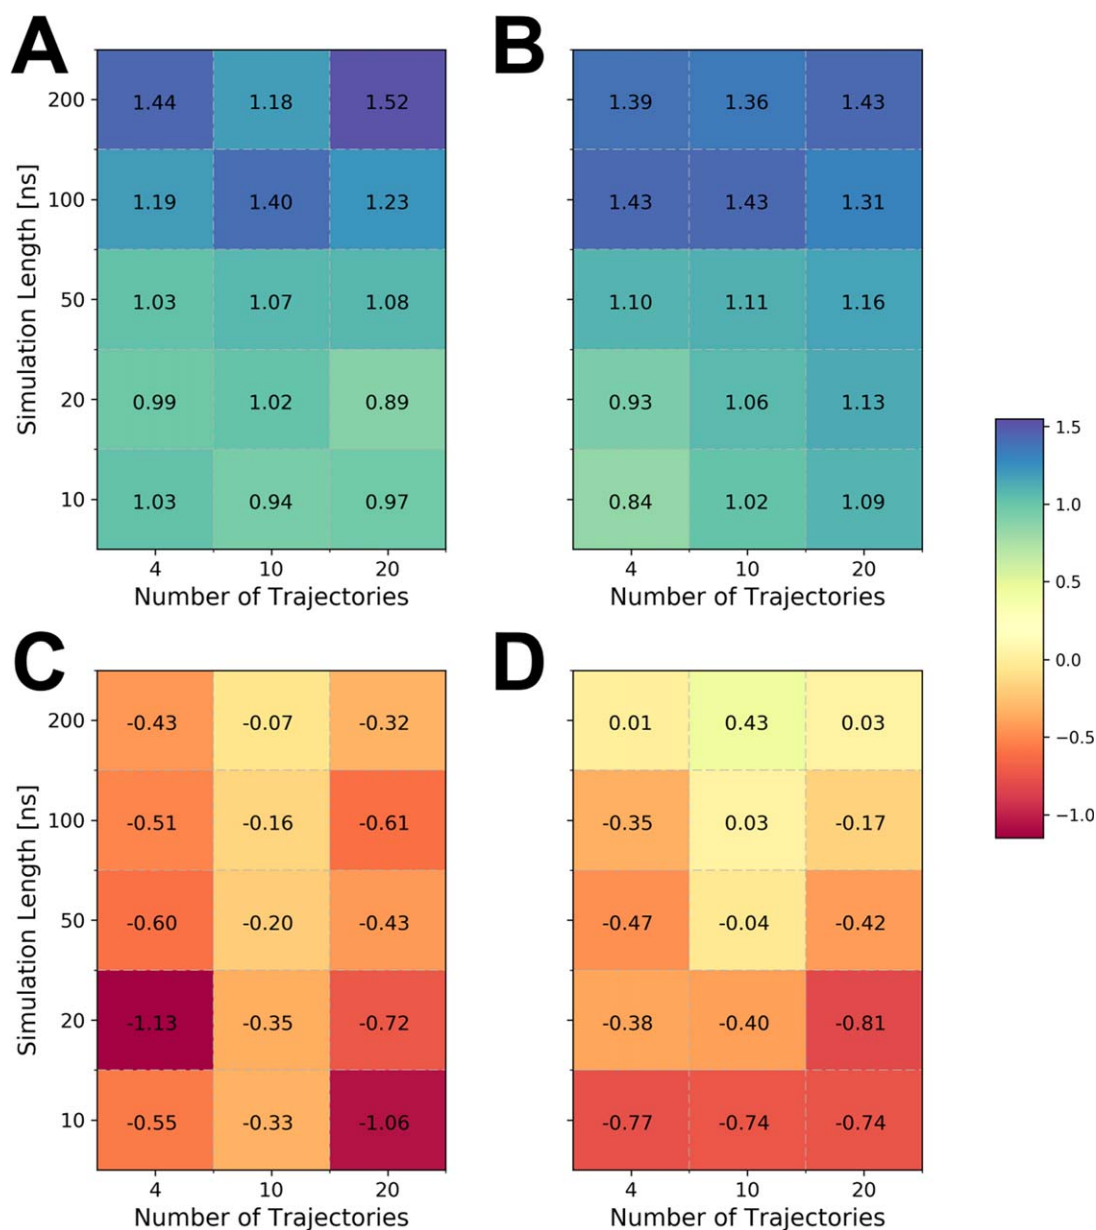 A
B
200
1.44 1.18 1.52
1.39 1.36 1.43
100
1.19 1.40 1.23
1.43 1.43 1.31
50
1.03 1.07 1.08
1.10 1.11 1.16
20
0.99 1.02 0.89
0.93 1.06 1.13
10
1.03 0.94 0.97
0.84 1.02 1.09
Simulation Length [ns]
4 10 20
4 10 20
Number of Trajectories
Number of Trajectories
1.5
1.0
0.5
0.0
−0.5
−1.0
C
D
200
-0.43 -0.07 -0.32
0.01 0.43 0.03
100
-0.51 -0.16 -0.61
-0.35 0.03 -0.17
50
-0.60 -0.20 -0.43
-0.47 -0.04 -0.42
20
-1.13 -0.35 -0.72
-0.38 -0.40 -0.81
10
-0.55 -0.33 -1.06
-0.77 -0.74 -0.74
Simulation Length [ns]
4 10 20
4 10 20
Number of Trajectories
Number of Trajectories